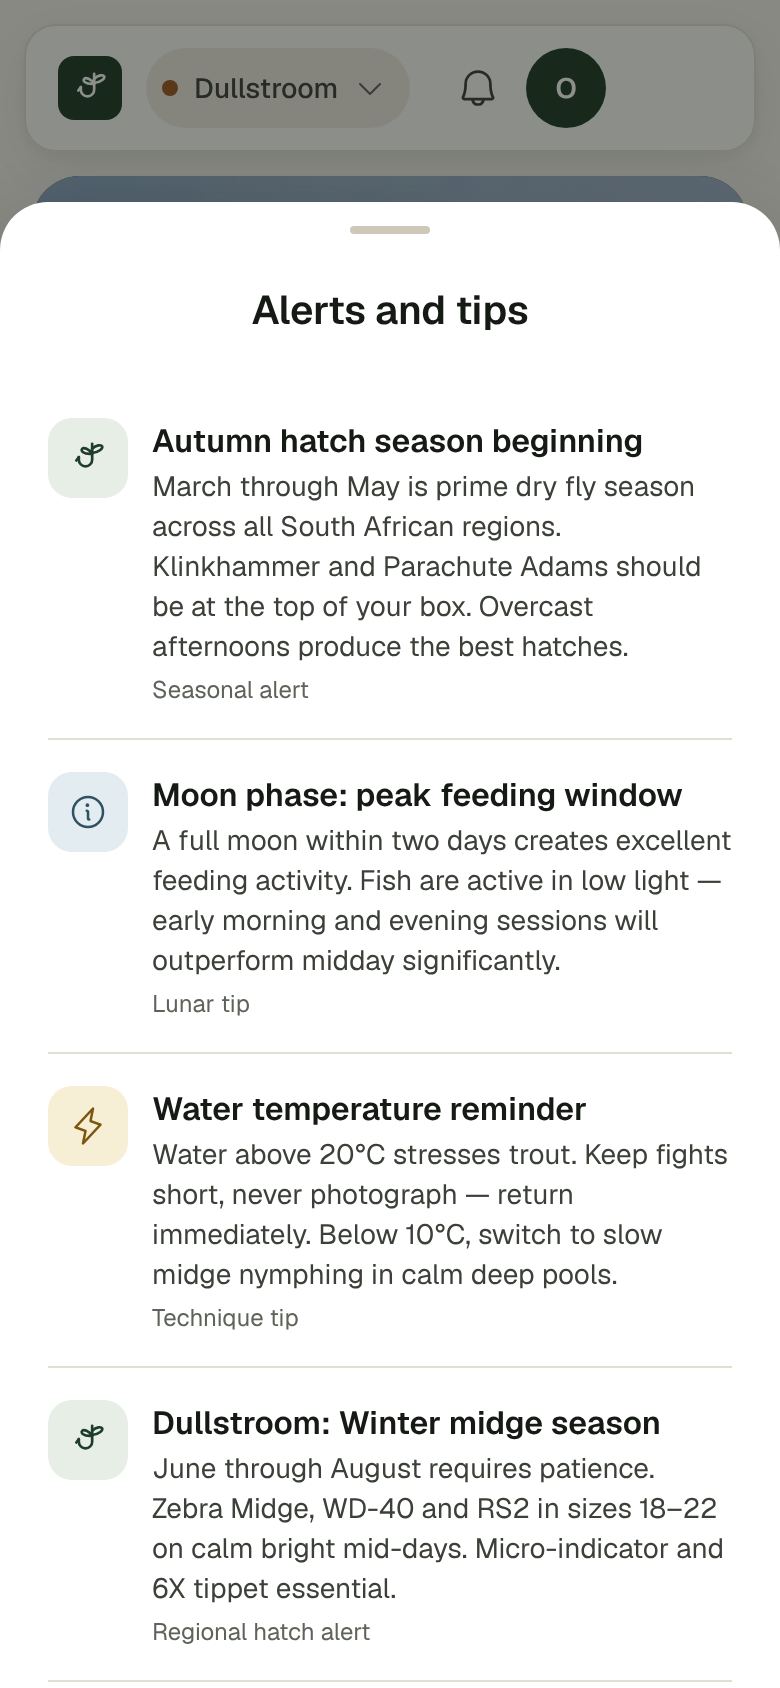 Dullstroom
O
Alerts and tips
Autumn hatch season beginning
March through May is prime dry fly season
across all South African regions.
Klinkhammer and Parachute Adams should
be at the top of your box. Overcast
afternoons produce the best hatches.
Seasonal alert
Moon phase: peak feeding window
A full moon within two days creates excellent
feeding activity. Fish are active in low light —
early morning and evening sessions will
outperform midday significantly.
Lunar tip
Water temperature reminder
Water above 20°C stresses trout. Keep fights
short, never photograph — return
immediately. Below 10°C, switch to slow
midge nymphing in calm deep pools.
Technique tip
Dullstroom: Winter midge season
June through August requires patience.
Zebra Midge, WD-40 and RS2 in sizes 18–22
on calm bright mid-days. Micro-indicator and
6X tippet essential.
Regional hatch alert